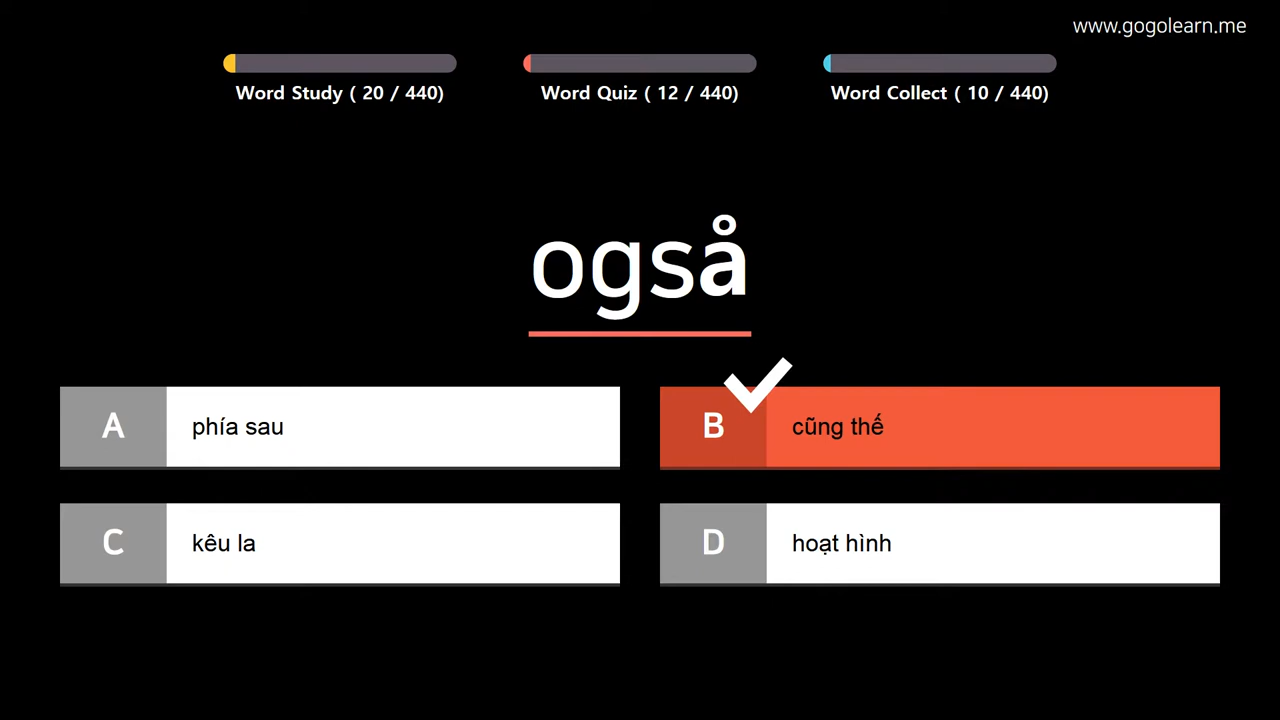 www.gogolearn.me
Word Study ( 20 / 440)
Word Quiz ( 12 / 440)
Word Collect ( 10 / 440)
også
A phía sau
B cũng thế
C kêu la
D hoạt hình